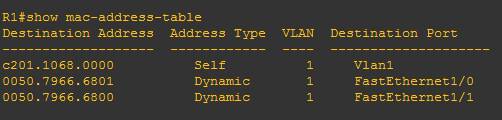 R1#show mac-address-table
Destination Address  Address Type  VLAN  Destination Port
-------------------  ------------  ----  --------------------
c201.1068.0000          Self          1     Vlan1
0050.7966.6801          Dynamic       1     FastEthernet1/0
0050.7966.6800          Dynamic       1     FastEthernet1/1